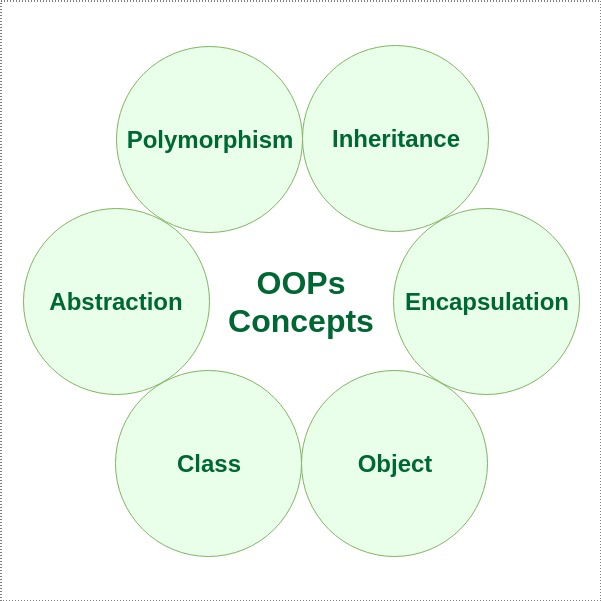 Polymorphism
Inheritance
Abstraction
OOPs
Concepts
Encapsulation
Class
Object